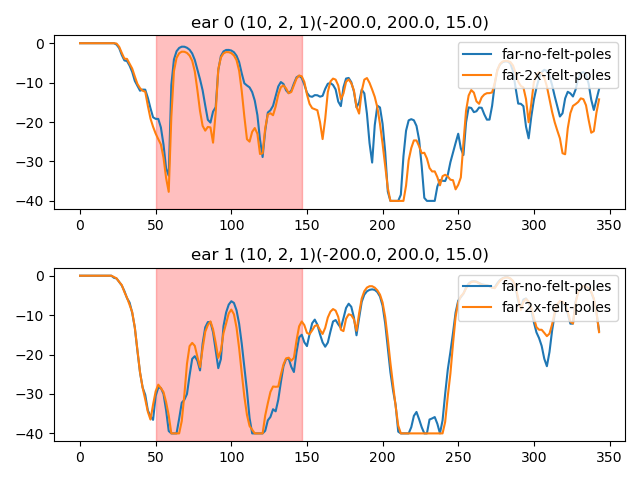 ear 0 (10, 2, 1)(-200.0, 200.0, 15.0)
0
−10
−20
−30
−40
far-no-felt-poles
far-2x-felt-poles
0 50 100 150 200 250 300 350
ear 1 (10, 2, 1)(-200.0, 200.0, 15.0)
0
−10
−20
−30
−40
far-no-felt-poles
far-2x-felt-poles
0 50 100 150 200 250 300 350